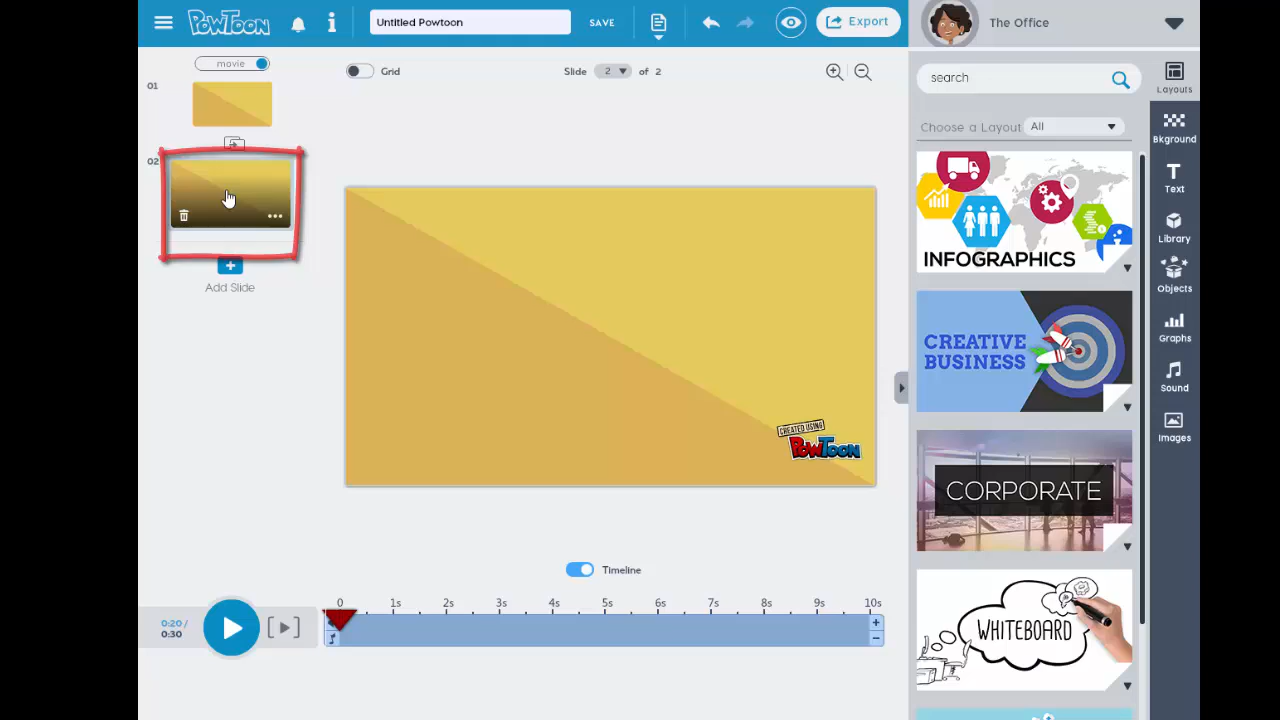 POWTOON
Untitled Powtoon
SAVE
Export
The Office
movie
Grid
Slide 2 of 2
search
Layouts
01
Choose a Layout All
Bkground
02
INFOGRAPHICS
Text
Library
Add Slide
Objects
CREATIVE
BUSINESS
Graphs
Sound
CREATED USING
POWTOON
Images
CORPORATE
Timeline
0 1s 2s 3s 4s 5s 6s 7s 8s 9s 10s
0:20 /
0:30
WHITEBOARD